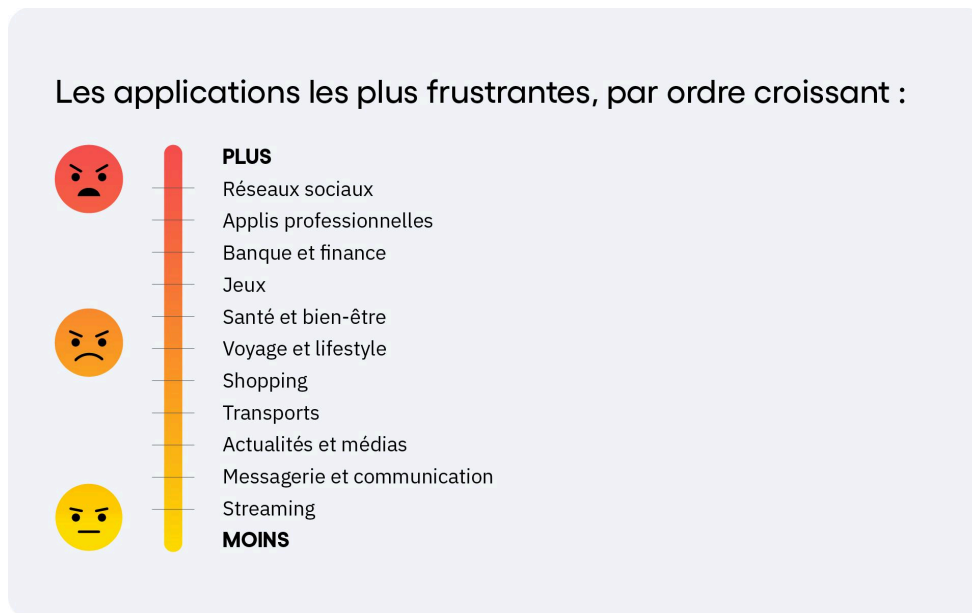 Les applications les plus frustrantes, par ordre croissant :
PLUS
Réseaux sociaux
Applis professionnelles
Banque et finance
Jeux
Santé et bien-être
Voyage et lifestyle
Shopping
Transports
Actualités et médias
Messagerie et communication
Streaming
MOINS